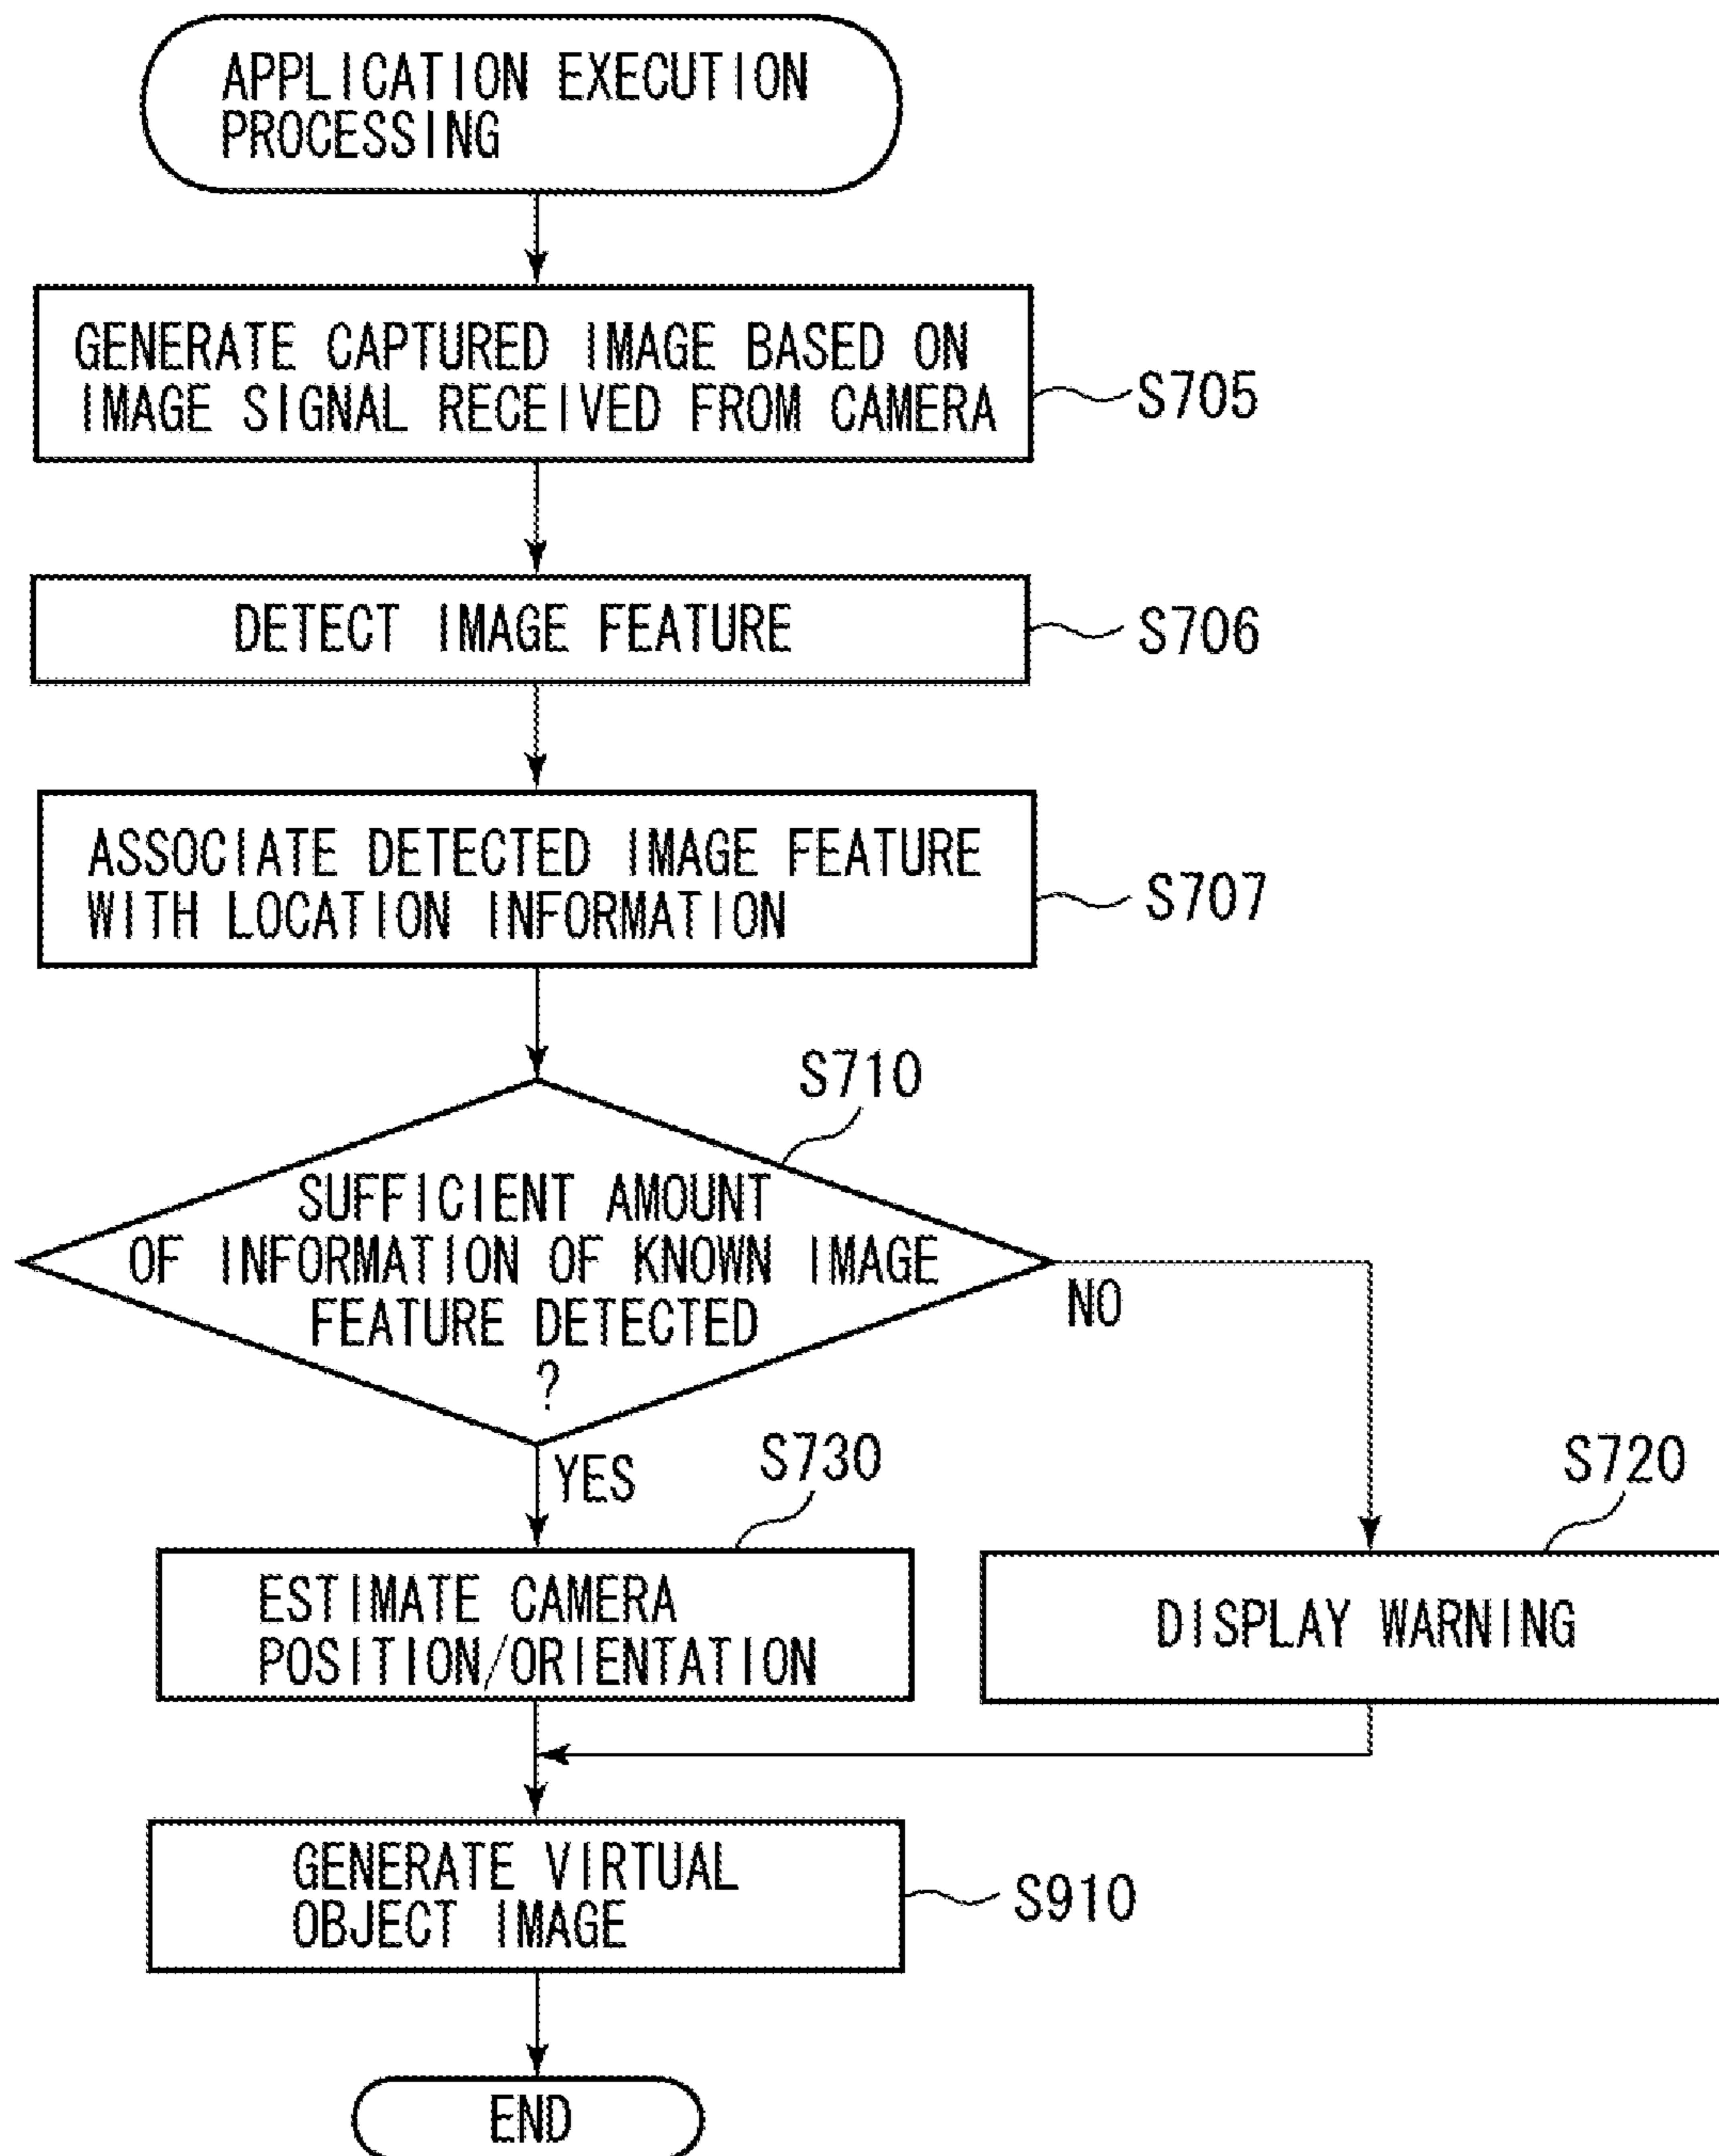 APPLICATION EXECUTION
PROCESSING
GENERATE CAPTURED IMAGE BASED ON
IMAGE SIGNAL RECEIVED FROM CAMERA
S705
DETECT IMAGE FEATURE
S706
ASSOCIATE DETECTED IMAGE FEATURE
WITH LOCATION INFORMATION
S707
S710
SUFFICIENT AMOUNT
OF INFORMATION OF KNOWN IMAGE
FEATURE DETECTED
?
NO
YES
S730
S720
ESTIMATE CAMERA
POSITION/ORIENTATION
DISPLAY WARNING
GENERATE VIRTUAL
OBJECT IMAGE
S910
END